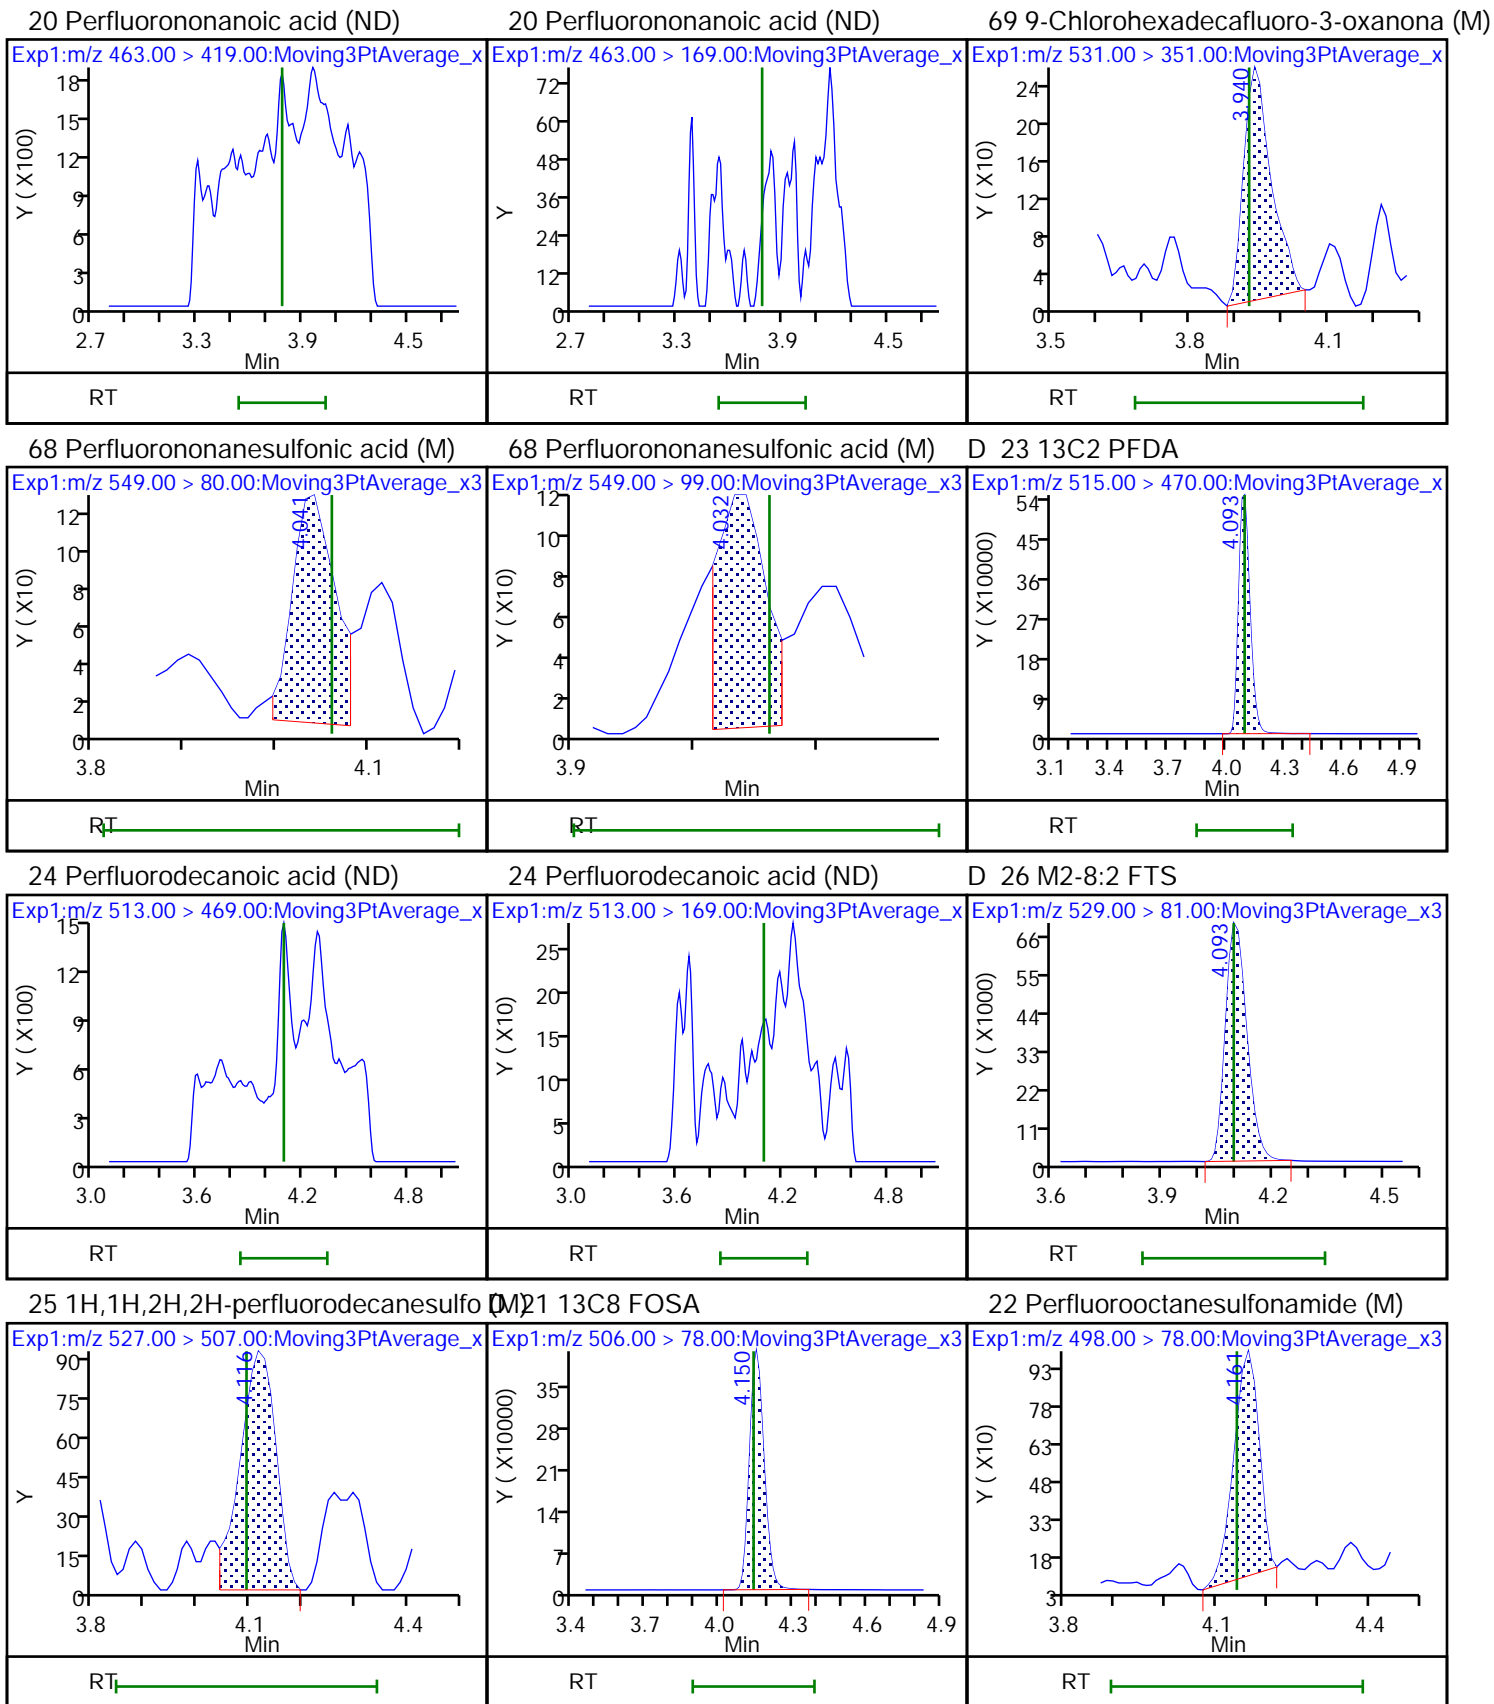 20 Perfluorononanoic acid (ND)
Exp1:m/z 463.00 > 419.00:Moving3PtAverage_x
Y ( X100)
18
15
12
9
6
3
0
2.7 3.3 3.9 4.5
Min
RT
20 Perfluorononanoic acid (ND)
Exp1:m/z 463.00 > 169.00:Moving3PtAverage_x
Y
72
60
48
36
24
12
0
2.7 3.3 3.9 4.5
Min
RT
69 9-Chlorohexadecafluoro-3-oxanona (M)
Exp1:m/z 531.00 > 351.00:Moving3PtAverage_x
3.940
Y ( X10)
24
20
16
12
8
4
0
3.5 3.8 4.1
Min
RT
68 Perfluorononanesulfonic acid (M)
Exp1:m/z 549.00 > 80.00:Moving3PtAverage_x3
4.041
Y ( X10)
12
10
8
6
4
2
0
3.8 4.1
Min
RT
68 Perfluorononanesulfonic acid (M)
Exp1:m/z 549.00 > 99.00:Moving3PtAverage_x3
4.032
Y ( X10)
12
10
8
6
4
2
0
3.9
Min
RT
D 23 13C2 PFDA
Exp1:m/z 515.00 > 470.00:Moving3PtAverage_x
4.093
Y ( X10000)
54
45
36
27
18
9
0
3.1 3.4 3.7 4.0 4.3 4.6 4.9
Min
RT
24 Perfluorodecanoic acid (ND)
Exp1:m/z 513.00 > 469.00:Moving3PtAverage_x
Y ( X100)
15
12
9
6
3
0
3.0 3.6 4.2 4.8
Min
RT
24 Perfluorodecanoic acid (ND)
Exp1:m/z 513.00 > 169.00:Moving3PtAverage_x
Y ( X10)
25
20
15
10
5
0
3.0 3.6 4.2 4.8
Min
RT
D 26 M2-8:2 FTS
Exp1:m/z 529.00 > 81.00:Moving3PtAverage_x3
4.093
Y ( X1000)
66
55
44
33
22
11
0
3.6 3.9 4.2 4.5
Min
RT
25 1H,1H,2H,2H-perfluorodecanesulfo (M)
Exp1:m/z 527.00 > 507.00:Moving3PtAverage_x
4.116
Y
90
75
60
45
30
15
0
3.8 4.1 4.4
Min
RT
D 21 13C8 FOSA
Exp1:m/z 506.00 > 78.00:Moving3PtAverage_x3
4.150
Y ( X10000)
35
28
21
14
7
0
3.4 3.7 4.0 4.3 4.6 4.9
Min
RT
22 Perfluorooctanesulfonamide (M)
Exp1:m/z 498.00 > 78.00:Moving3PtAverage_x3
4.161
Y ( X10)
93
78
63
48
33
18
3
3.8 4.1 4.4
Min
RT